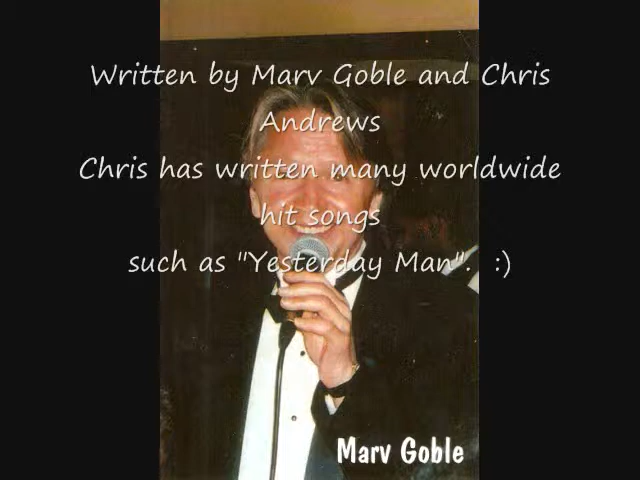 Written by Marv Goble and Chris
Andrews
Chris has written many worldwide
hit songs
such as "Yesterday Man". :)
Marv Goble